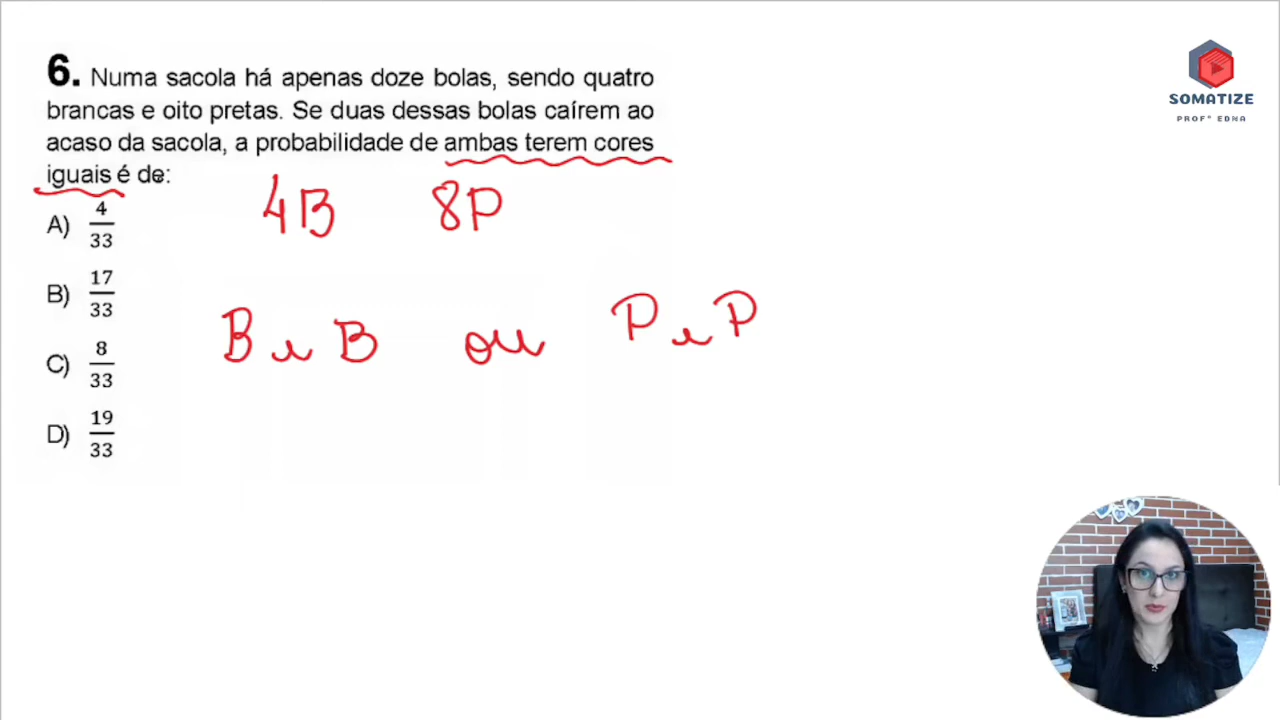 6. Numa sacola há apenas doze bolas, sendo quatro
brancas e oito pretas. Se duas dessas bolas caírem ao
acaso da sacola, a probabilidade de ambas terem cores
iguais é de:
4B 8P
A) 4/33
B) 17/33
B e B ou P e P
C) 8/33
D) 19/33
SOMATIZE
PROFª EDNA